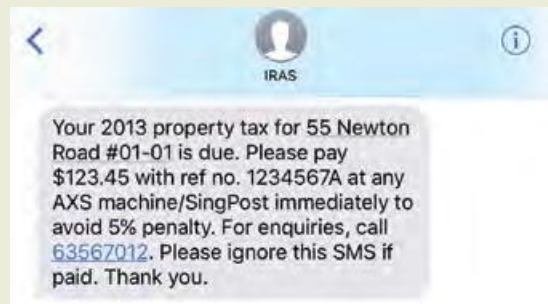 IRAS
Your 2013 property tax for 55 Newton
Road #01-01 is due. Please pay
$123.45 with ref no. 1234567A at any
AXS machine/SingPost immediately to
avoid 5% penalty. For enquiries, call
63567012. Please ignore this SMS if
paid. Thank you.